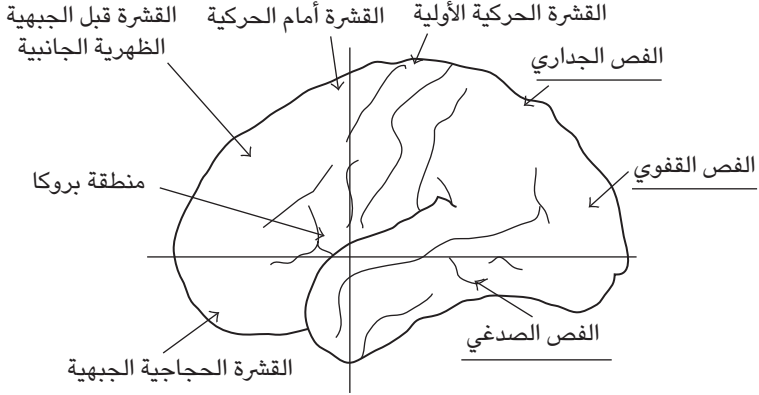 القشرة الحركية الأولية
القشرة أمام الحركية
القشرة قبل الجبهية
الظهرية الجانبية
الفص الجداري
الفص القفوي
منطقة بروكا
الفص الصدغي
القشرة الحجاجية الجبهية